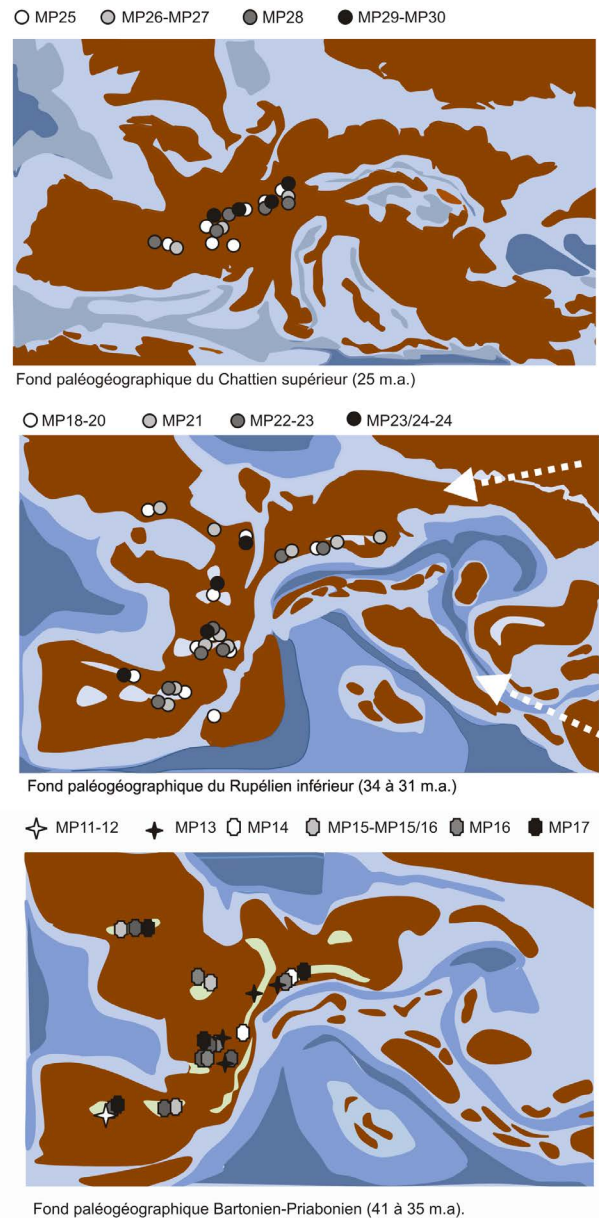 MP25 MP26-MP27 MP28 MP29-MP30
Fond paléogéographique du Chattien supérieur (25 m.a.)
MP18-20 MP21 MP22-23 MP23/24-24
Fond paléogéographique du Rupélien inférieur (34 à 31 m.a.)
MP11-12 MP13 MP14 MP15-MP15/16 MP16 MP17
Fond paléogéographique Bartonien-Priabonien (41 à 35 m.a).